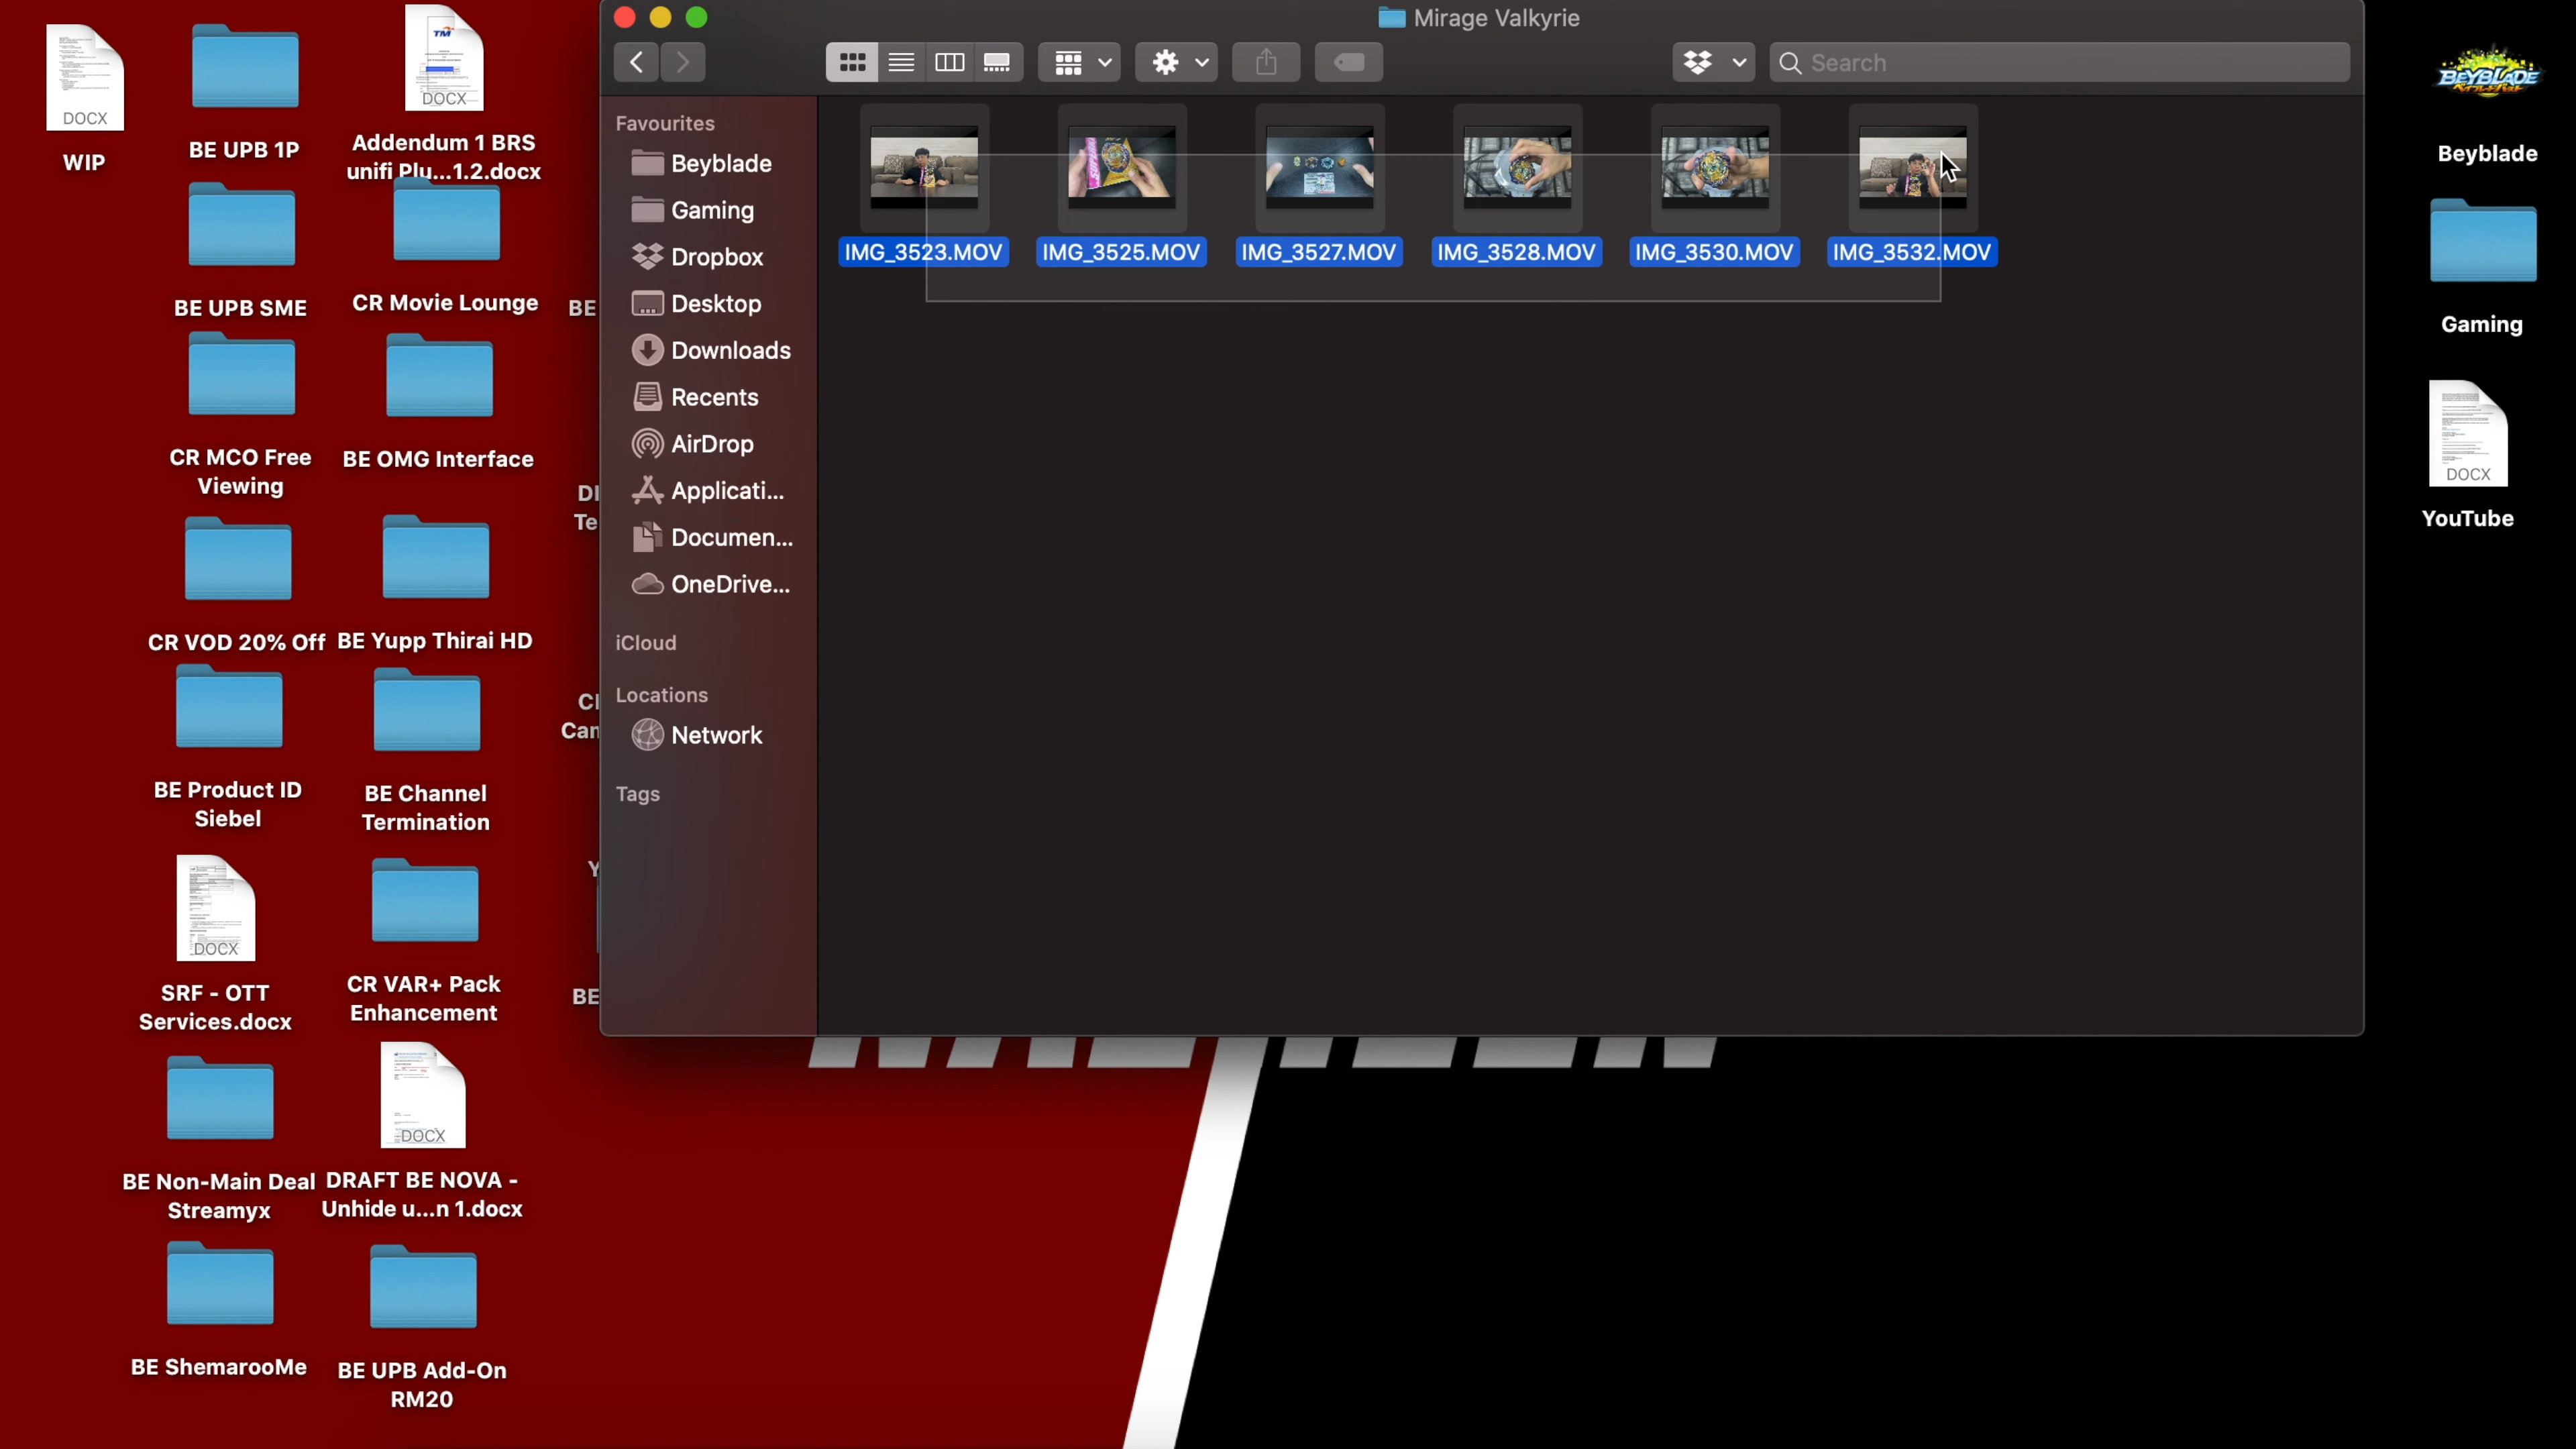 Mirage Valkyrie
Search
Favourites
Beyblade
Gaming
Dropbox
Desktop
Downloads
Recents
AirDrop
Applicati...
Documen...
OneDrive...
iCloud
Locations
Network
Tags
IMG_3523.MOV
IMG_3525.MOV
IMG_3527.MOV
IMG_3528.MOV
IMG_3530.MOV
IMG_3532.MOV
DOCX
WIP
BE UPB 1P
TM
DOCX
Addendum 1 BRS
unifi Plu...1.2.docx
BE UPB SME
CR Movie Lounge
BE
CR MCO Free
Viewing
BE OMG Interface
Te
CR VOD 20% Off
BE Yupp Thirai HD
BE Product ID
Siebel
BE Channel
Termination
DOCX
SRF - OTT
Services.docx
CR VAR+ Pack
Enhancement
BE
BE Non-Main Deal
Streamyx
DOCX
DRAFT BE NOVA -
Unhide u...n 1.docx
BE ShemarooMe
BE UPB Add-On
RM20
BEYBLADE
Beyblade
Gaming
DOCX
YouTube